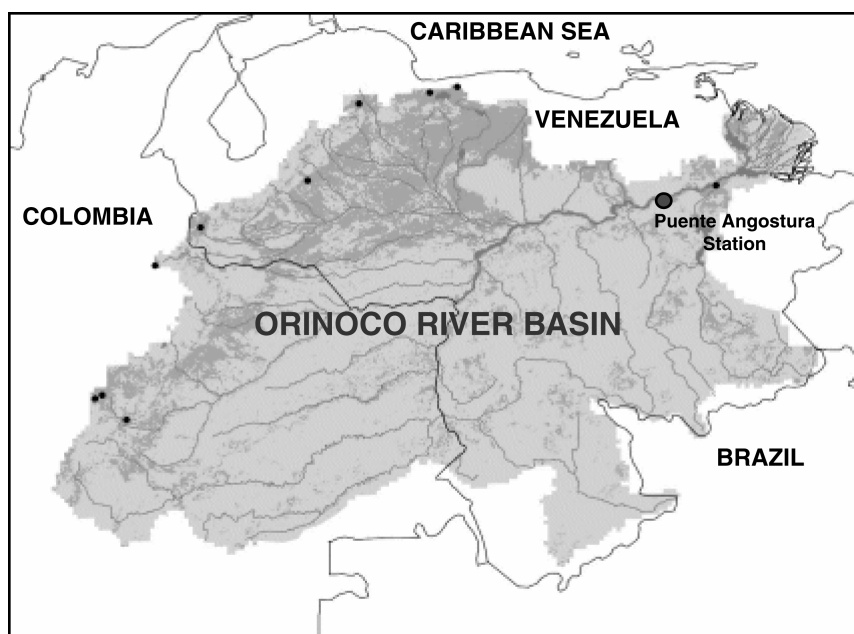 CARIBBEAN SEA
VENEZUELA
COLOMBIA
Puente Angostura
Station
ORINOCO RIVER BASIN
BRAZIL